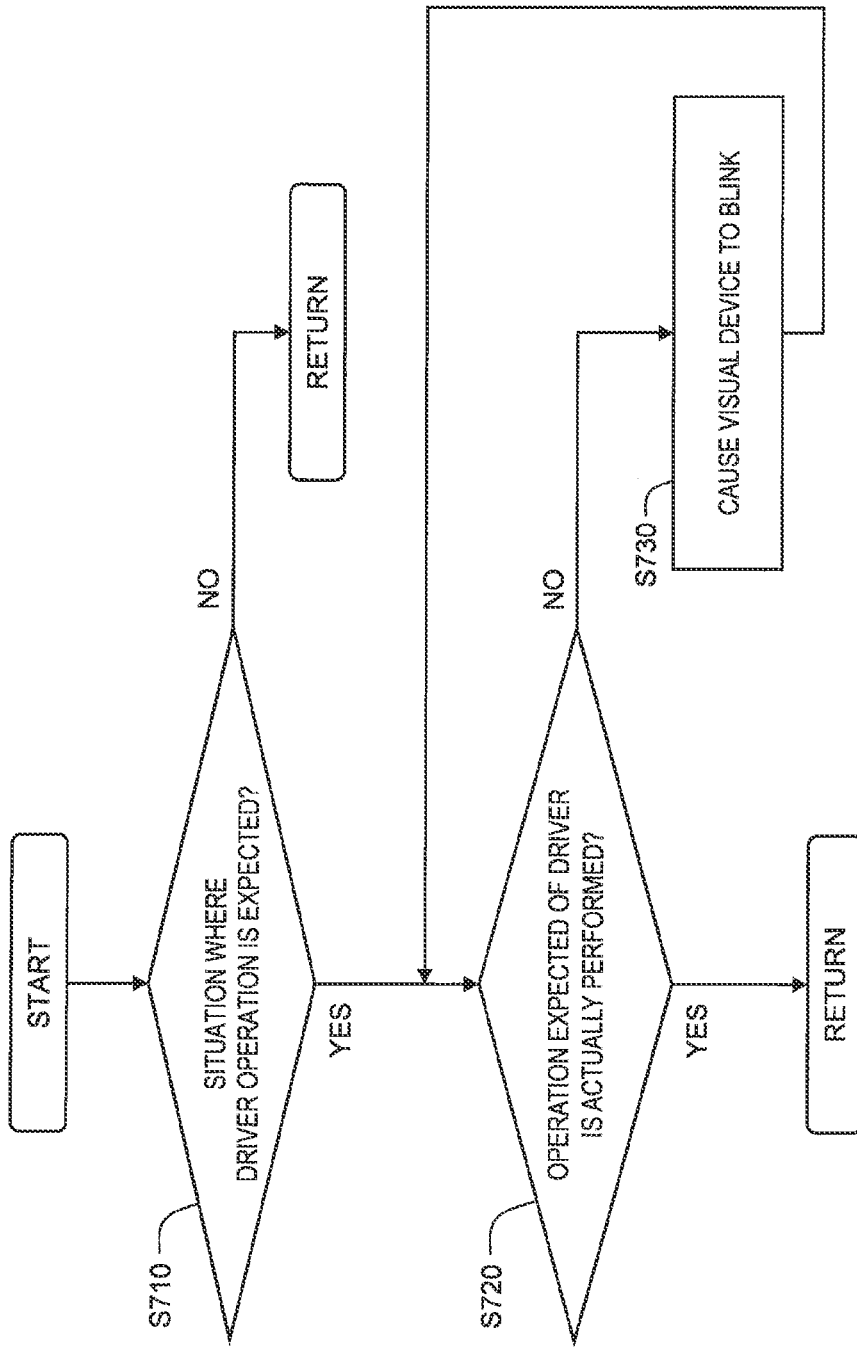 START
S710
SITUATION WHERE
DRIVER OPERATION IS EXPECTED?
NO
RETURN
YES
S720
OPERATION EXPECTED OF DRIVER
IS ACTUALLY PERFORMED?
NO
S730
CAUSE VISUAL DEVICE TO BLINK
YES
RETURN